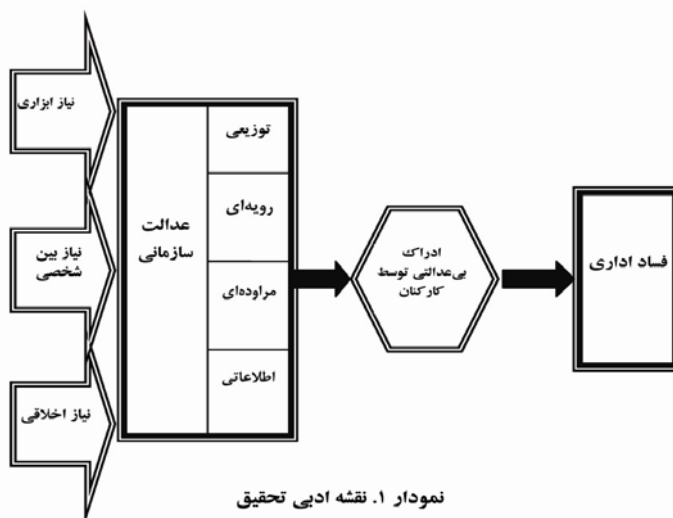 نیاز ابزاری
نیاز بین
شخصی
نیاز اخلاقی
عدالت
سازمانی
توزیعی
رویه‌ای
مراوده‌ای
اطلاعاتی
ادراک
بی‌عدالتی توسط
کارکنان
فساد اداری
نمودار ۱. نقشه ادبی تحقیق